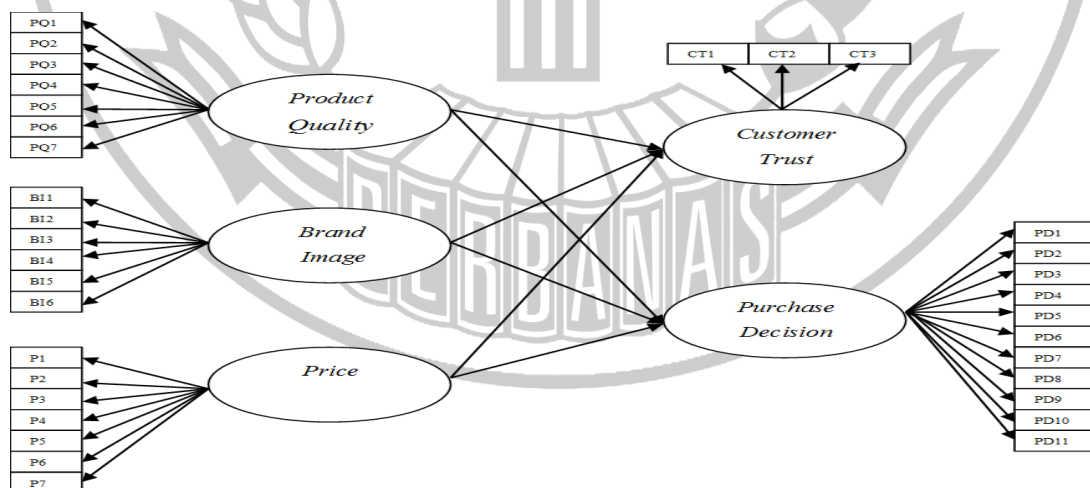 PQ1
PQ2
PQ3
PQ4
PQ5
PQ6
PQ7
Product
Quality
CT1 CT2 CT3
Customer
Trust
BI1
BI2
BI3
BI4
BI5
BI6
Brand
Image
PERBANAS
Purchase
Decision
PD1
PD2
PD3
PD4
PD5
PD6
PD7
PD8
PD9
PD10
PD11
P1
P2
P3
P4
P5
P6
P7
Price